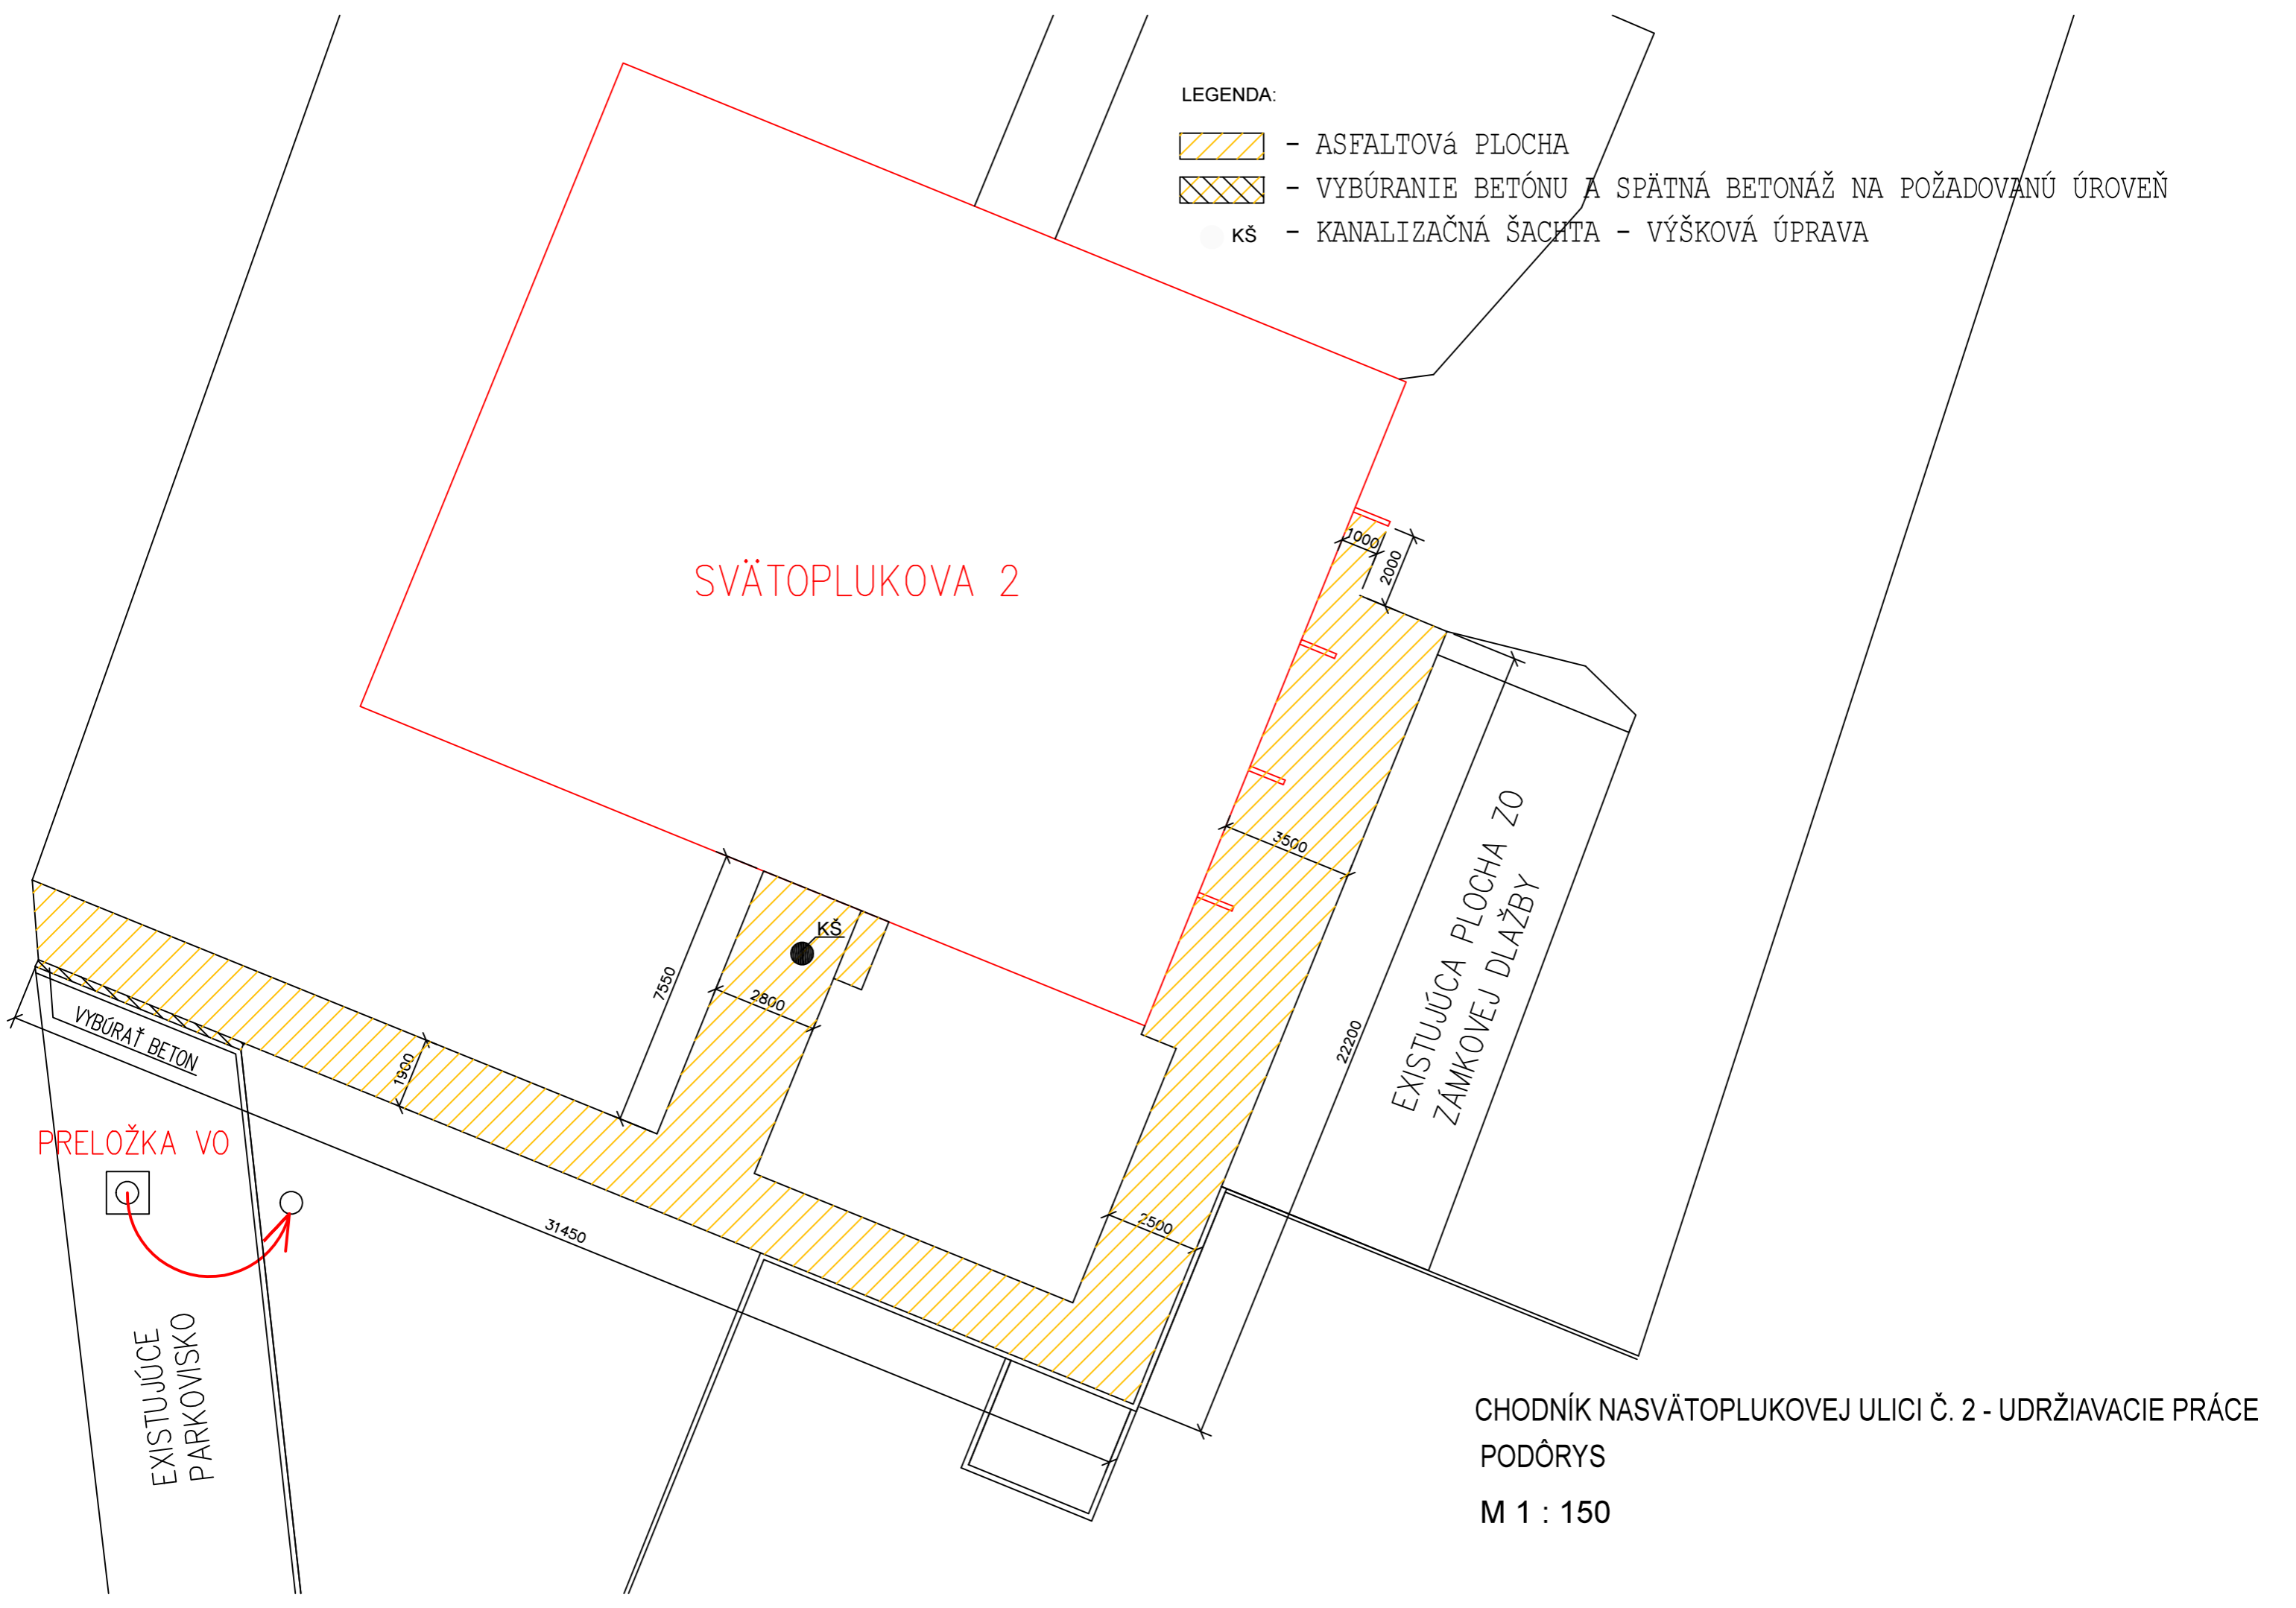 LEGENDA:
- ASFALTOVá PLOCHA
- VYBÚRANIE BETÓNU A SPÄTNÁ BETONÁŽ NA POŽADOVANÚ ÚROVEŇ
KŠ - KANALIZAČNÁ ŠACHTA - VÝŠKOVÁ ÚPRAVA
SVÄTOPLUKOVA 2
1000
2000
3500
KŠ
7550
2800
22200
EXISTUJÚCA PLOCHA ZO
ZÁMKOVEJ DLAŽBY
VYBÚRAŤ BETON
1900
PRELOŽKA VO
31450
2500
EXISTUJÚCE
PARKOVISKO
CHODNÍK NASVÄTOPLUKOVEJ ULICI Č. 2 - UDRŽIAVACIE PRÁCE
PODÔRYS
M 1 : 150